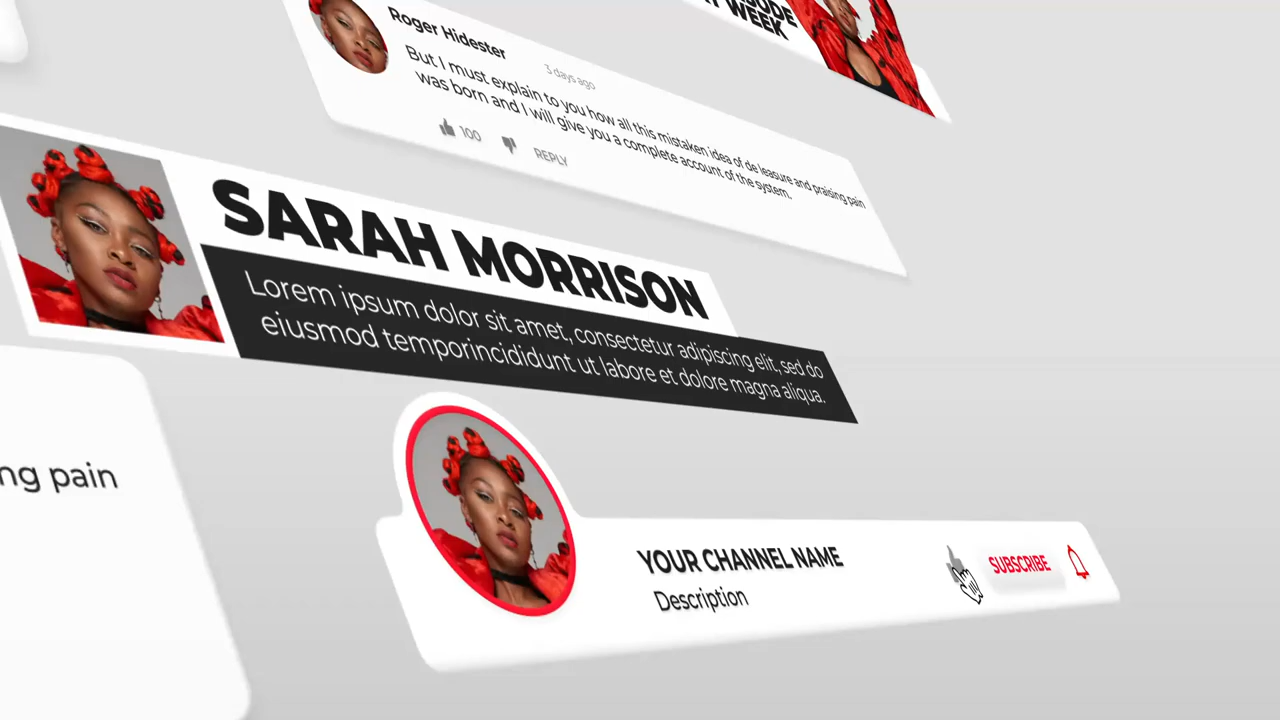 WEEK
Roger Hidester
3 days ago
But I must explain to you how all this mistaken idea of de leasure and praising pain
was born and I will give you a complete account of the system.
100
REPLY
SARAH MORRISON
Lorem ipsum dolor sit amet, consectetur adipiscing elit, sed do
eiusmod temporincididunt ut labore et dolore magna aliqua.
ng pain
YOUR CHANNEL NAME
Description
SUBSCRIBE